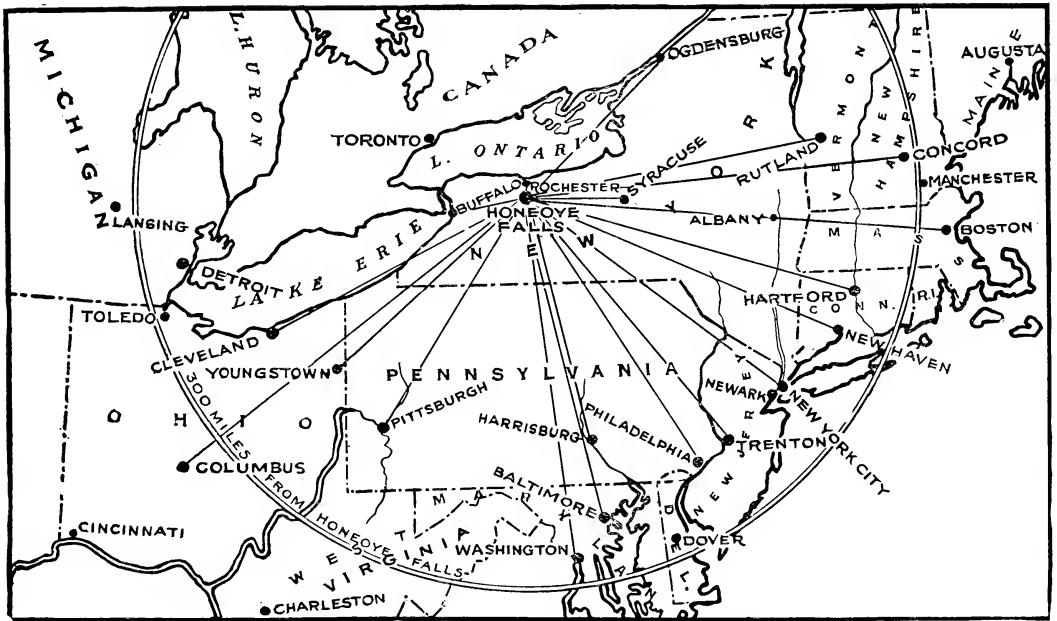 MICHIGAN
L. HURON
CANADA
OGDENSBURG
AUGUSTA
MAINE
TORONTO
L. ONTARIO
NEW YORK
VERMONT
NEW HAMPSHIRE
SYRACUSE
RUTLAND
CONCORD
MANCHESTER
BUFFALO
ROCHESTER
HONEOYE
FALLS
LANSING
ALBANY
BOSTON
MASS
DETROIT
LAKE ERIE
HARTFORD
CONN.
R.I.
TOLEDO
CLEVELAND
NEW HAVEN
YOUNGSTOWN
PENNSYLVANIA
NEWARK
NEW YORK CITY
OHIO
PITTSBURGH
HARRISBURG
PHILADELPHIA
TRENTON
NEW JERSEY
COLUMBUS
300 MILES FROM HONEOYE FALLS
BALTIMORE
MARYLAND
CINCINNATI
WEST
VIRGINIA
WASHINGTON
DOVER
DEL.
CHARLESTON